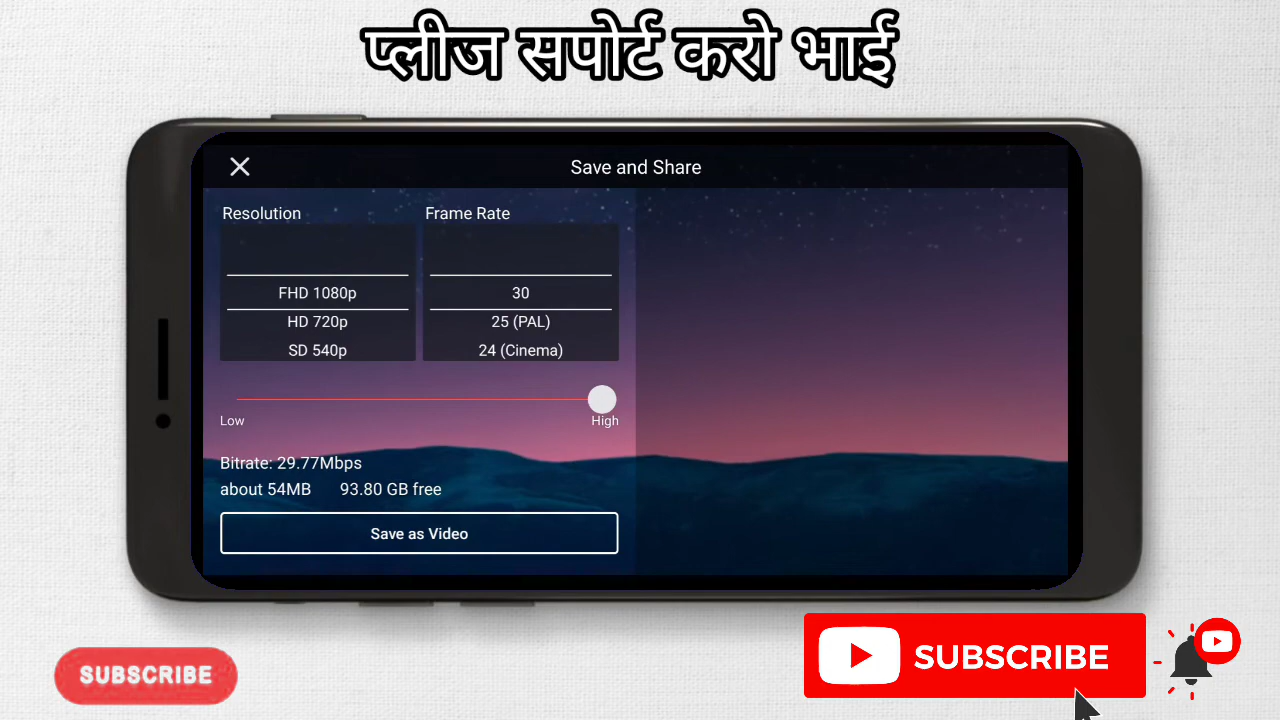 प्लीज सपोर्ट करो भाई
Save and Share
Resolution
Frame Rate
FHD 1080p
30
HD 720p
25 (PAL)
SD 540p
24 (Cinema)
Low
High
Bitrate: 29.77Mbps
about 54MB 93.80 GB free
Save as Video
SUBSCRIBE
SUBSCRIBE